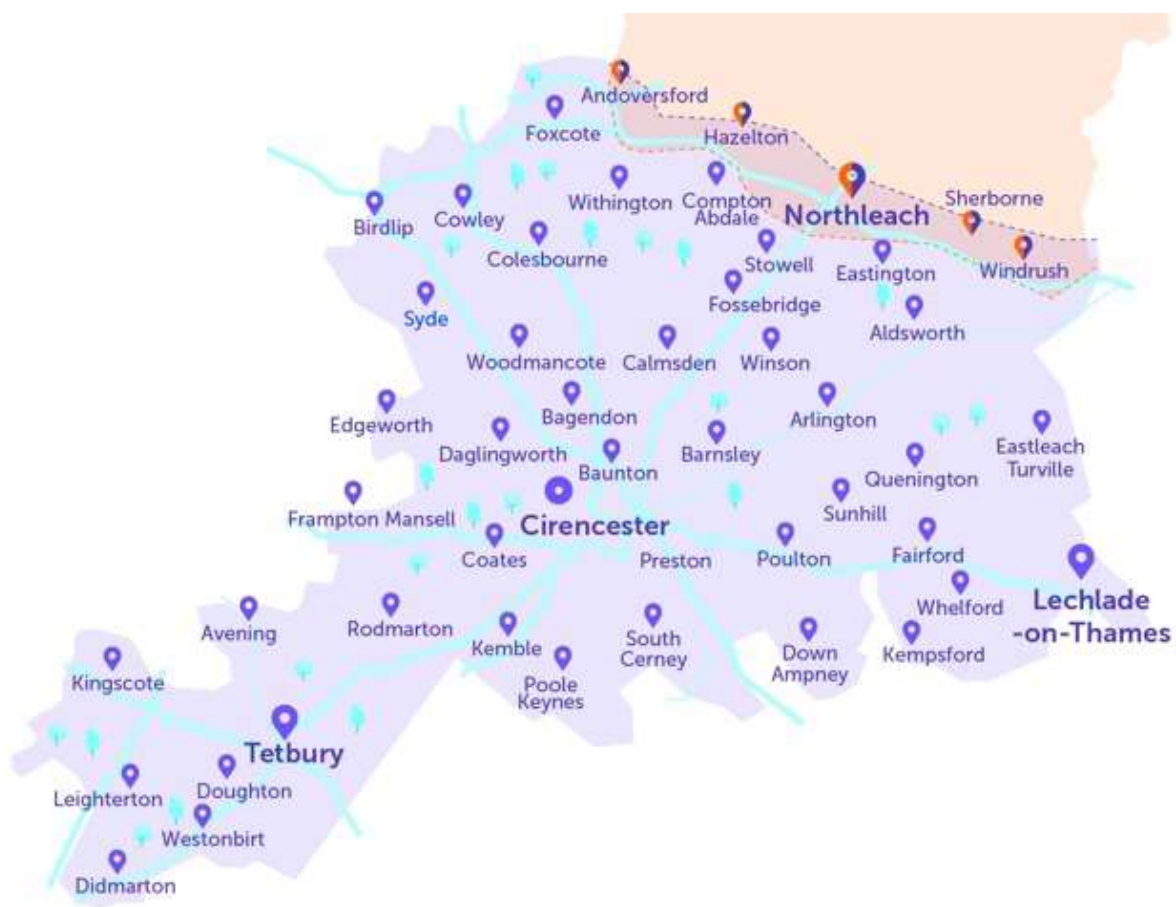 Andoversford
Foxcote
Hazelton
Withington
Compton
Abdale
Northleach
Sherborne
Birdlip
Cowley
Colesbourne
Stowell
Eastington
Windrush
Syde
Fossebridge
Aldsworth
Woodmancote
Calmsden
Winson
Edgeworth
Bagendon
Arlington
Daglingworth
Baunton
Barnsley
Quenington
Eastleach
Turville
Frampton Mansell
Cirencester
Sunhill
Coates
Preston
Poulton
Fairford
Avening
Rodmarton
Kemble
South
Cerney
Whelford
Lechlade
-on-Thames
Kingscote
Poole
Keynes
Down
Ampney
Kempsford
Tetbury
Leighterton
Doughton
Westonbirt
Didmarton